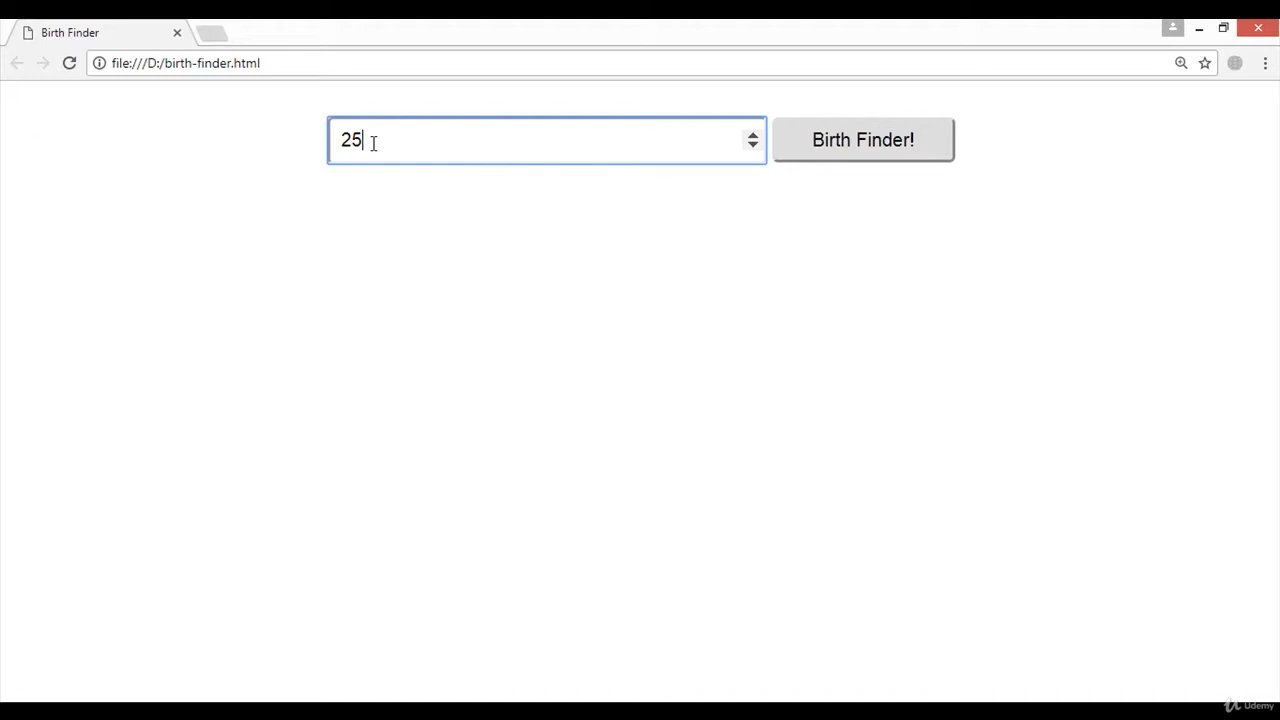 Birth Finder
file:///D:/birth-finder.html
25
Birth Finder!
Udemy